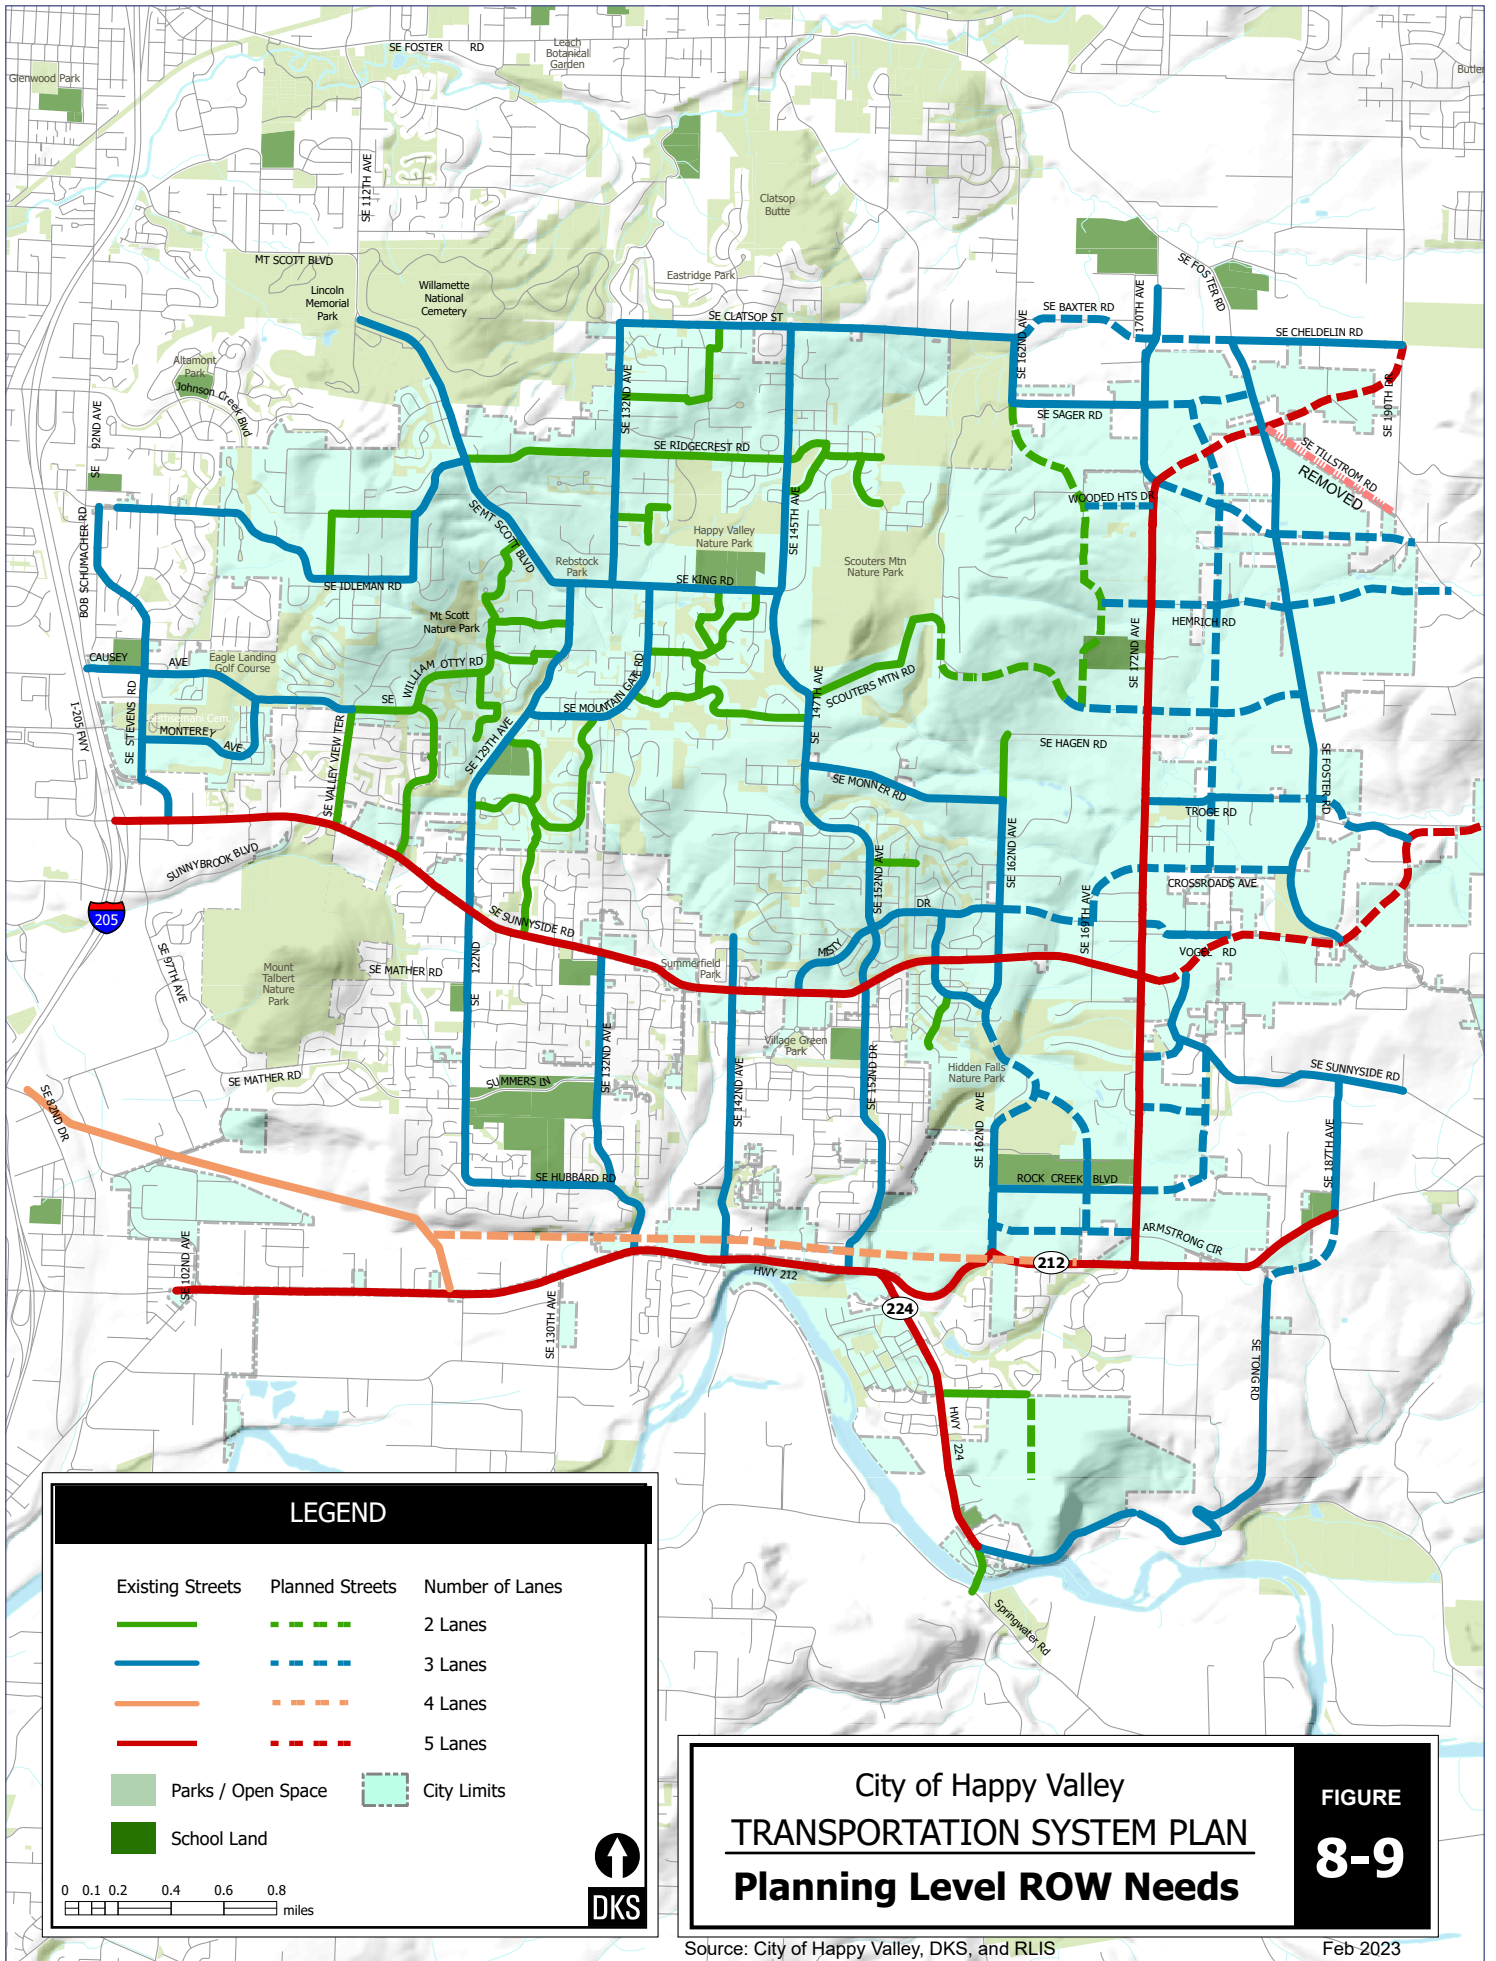 SE FOSTER RD
Leach
Botanical
Garden
Glenwood Park
Butler
SE 112TH AVE
Clatsop
Butte
MT SCOTT BLVD
Lincoln
Memorial
Park
Willamette
National
Cemetery
Eastridge Park
SE FOSTER RD
170TH AVE
SE BAXTER RD
SE CLATSOP ST
SE CHELDELIN RD
SE 162ND AVE
Altamont
Park
Johnson Creek Blvd
SE 132ND AVE
SE 190TH DR
SE 92ND AVE
SE SAGER RD
SE RIDGECREST RD
SE TILLSTROM RD
REMOVED
WOODED HTS DR
BOB SCHUMACHER RD
SE MT SCOTT BLVD
SE 145TH AVE
Happy Valley
Nature Park
Scouters Mtn
Nature Park
Rebstock
Park
SE KING RD
SE IDLEMAN RD
Mt Scott
Nature Park
HEMRICH RD
SE 172ND AVE
CAUSEY AVE
Eagle Landing
Golf Course
SE WILLIAM OTTY RD
SE MOUNTAIN GATE RD
SCOUTERS MTN RD
SE 147TH AVE
I-205 FWY
SE STEVENS RD
Gethsemani Cem.
MONTEREY AVE
SE VALLEY VIEW TER
SE 129TH AVE
SE HAGEN RD
SE FOSTER RD
SE MONNER RD
TROGE RD
SUNNYBROOK BLVD
SE 152ND AVE
SE 162ND AVE
CROSSROADS AVE
205
SE SUNNYSIDE RD
MISTY DR
SE 169TH AVE
VOGEL RD
SE 97TH AVE
Mount
Talbert
Nature
Park
SE MATHER RD
SE 122ND
Summerfield
Park
SE 132ND AVE
SE 142ND AVE
Village Green
Park
SE 152ND DR
Hidden Falls
Nature Park
SE SUNNYSIDE RD
SE MATHER RD
SUMMERS LN
SE 82ND DR
SE 162ND AVE
SE 187TH AVE
SE HUBBARD RD
ROCK CREEK BLVD
ARMSTRONG CIR
SE 102ND AVE
HWY 212
212
224
SE 130TH AVE
SE TONG RD
HWY 224
Springwater Rd
LEGEND
Existing Streets Planned Streets Number of Lanes
2 Lanes
3 Lanes
4 Lanes
5 Lanes
Parks / Open Space City Limits
School Land
0 0.1 0.2 0.4 0.6 0.8
miles
DKS
City of Happy Valley
TRANSPORTATION SYSTEM PLAN
Planning Level ROW Needs
FIGURE
8-9
Source: City of Happy Valley, DKS, and RLIS Feb 2023